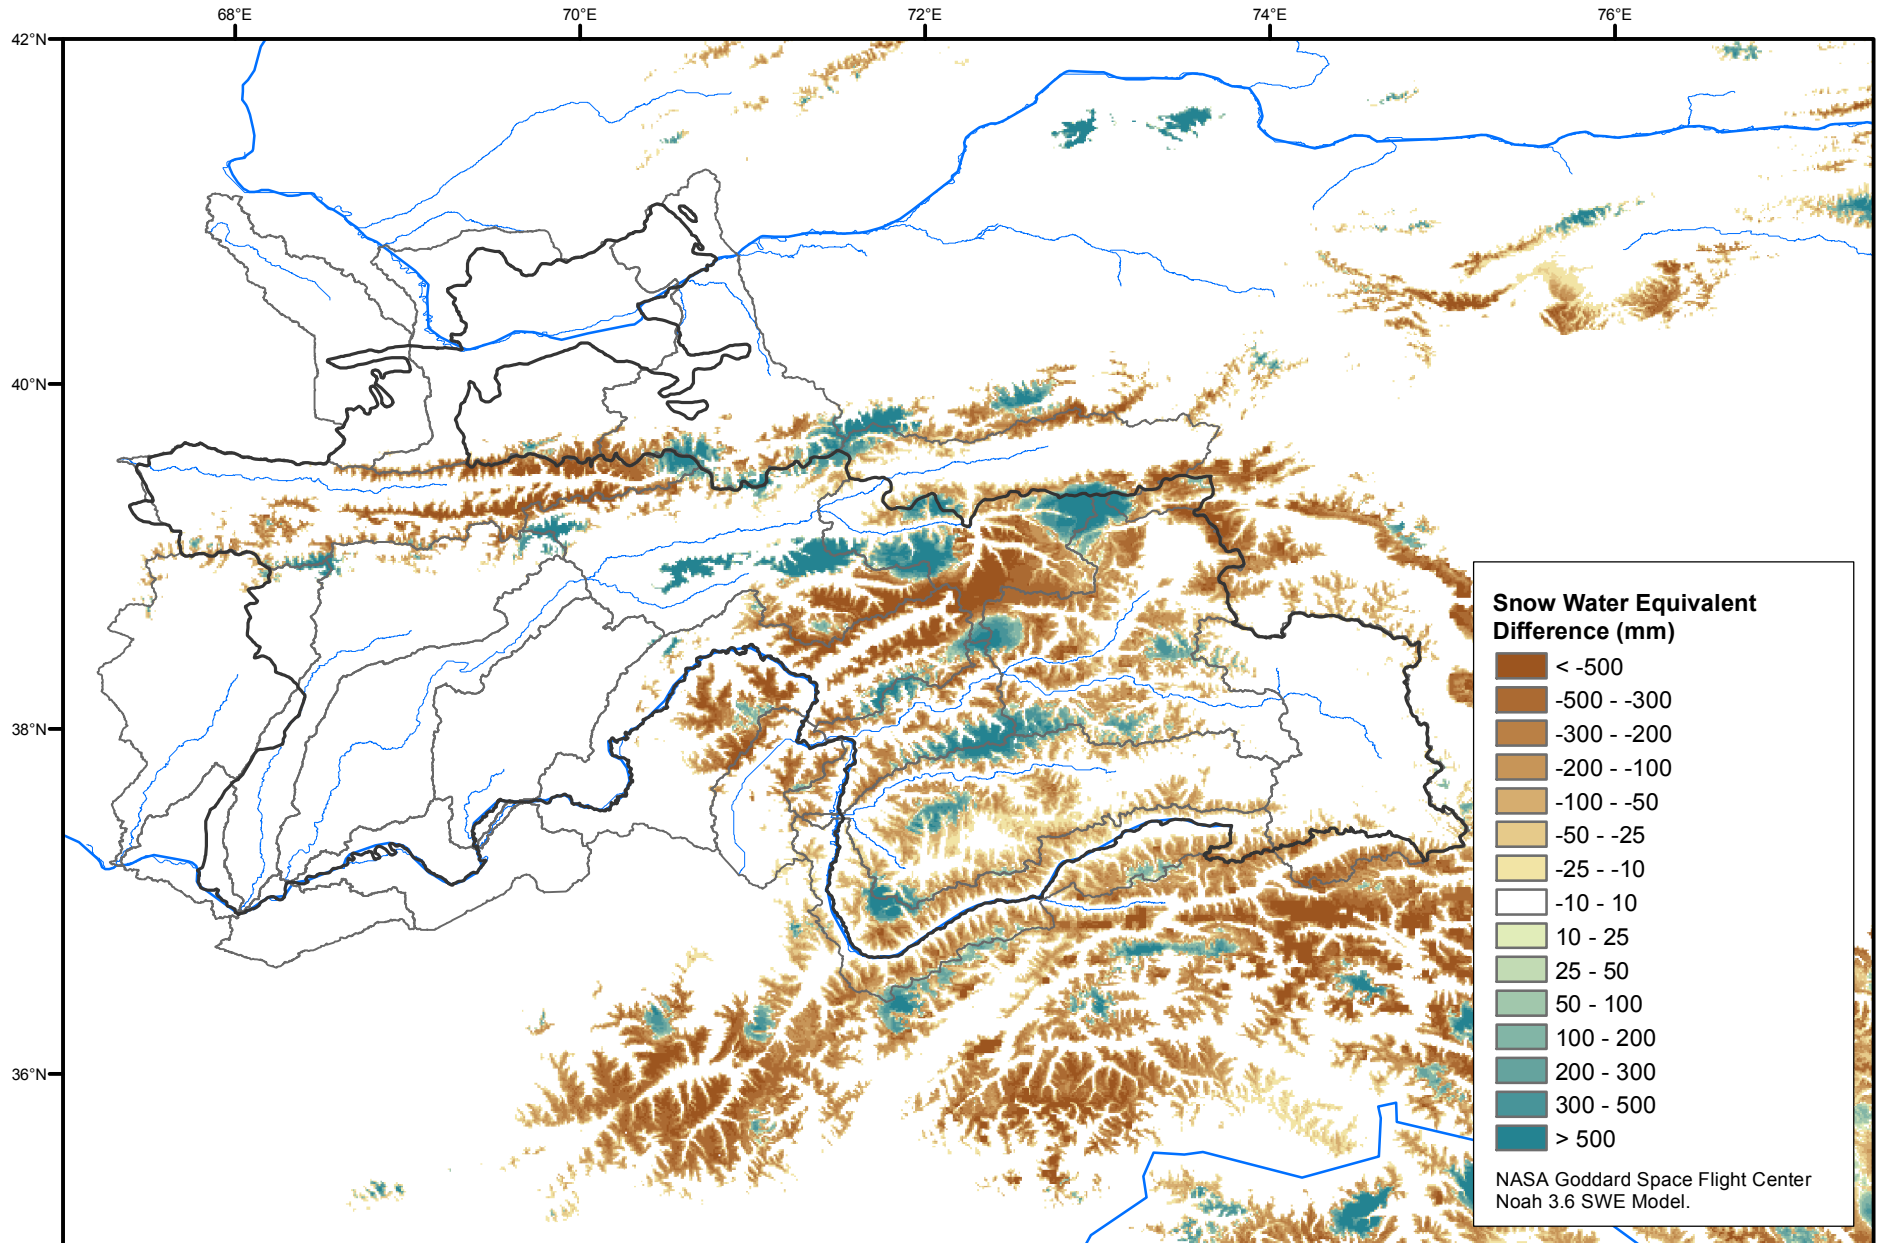 68°E
70°E
72°E
74°E
76°E
42°N
40°N
38°N
36°N
Snow Water Equivalent
Difference (mm)
< -500
-500 - -300
-300 - -200
-200 - -100
-100 - -50
-50 - -25
-25 - -10
-10 - 10
10 - 25
25 - 50
50 - 100
100 - 200
200 - 300
300 - 500
> 500
NASA Goddard Space Flight Center
Noah 3.6 SWE Model.